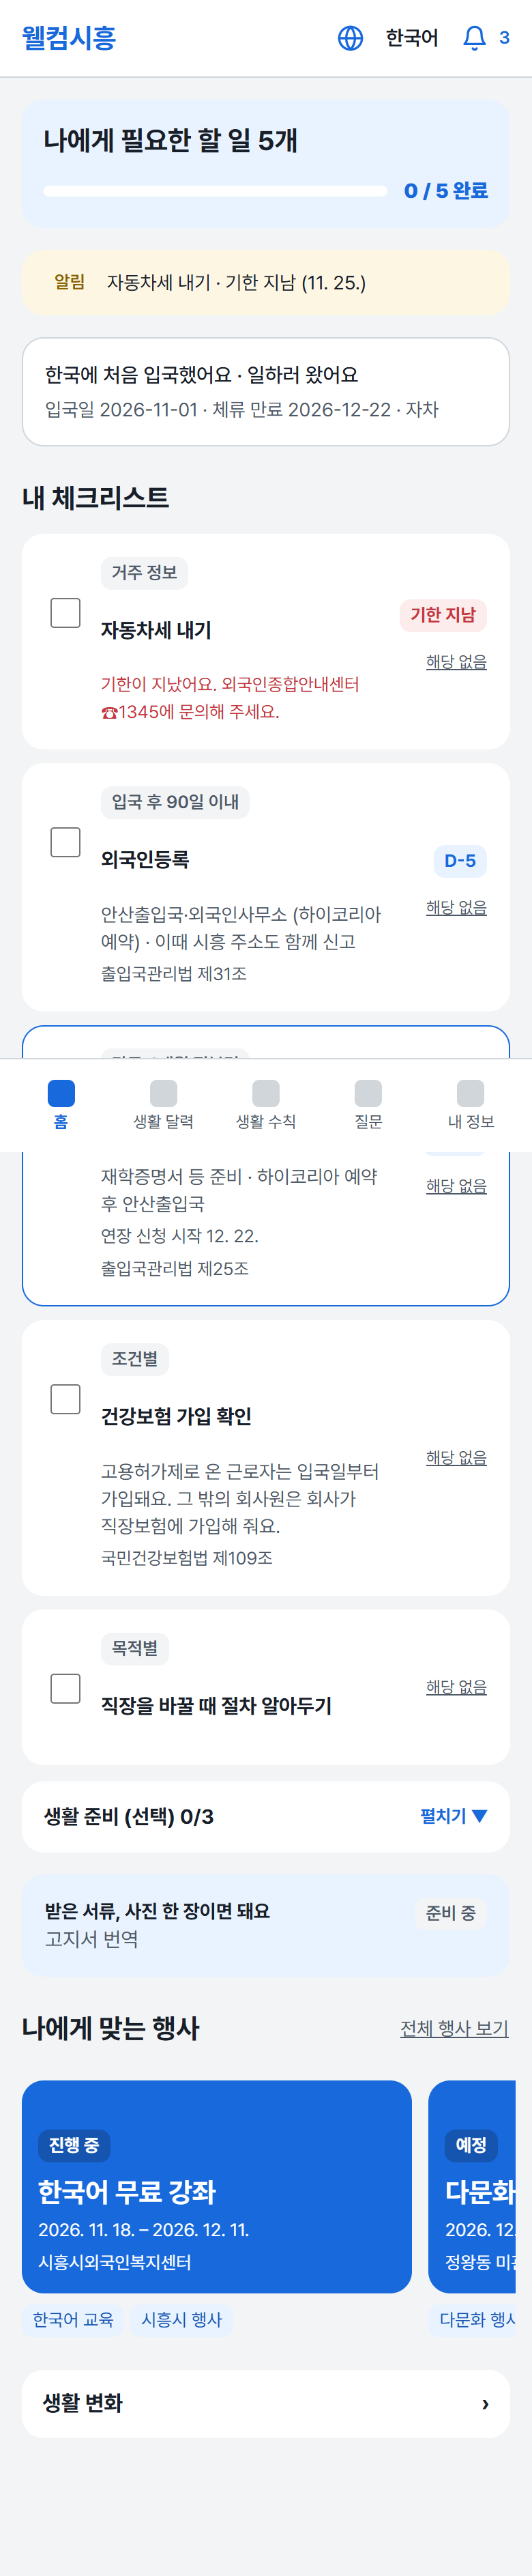 웰컴시흥
한국어
3
나에게 필요한 할 일 5개
0 / 5 완료
알림 자동차세 내기 · 기한 지남 (11. 25.)
한국에 처음 입국했어요 · 일하러 왔어요
입국일 2026-11-01 · 체류 만료 2026-12-22 · 자차
내 체크리스트
거주 정보
자동차세 내기
기한 지남
해당 없음
기한이 지났어요. 외국인종합안내센터
☎1345에 문의해 주세요.
입국 후 90일 이내
외국인등록
D-5
해당 없음
안산출입국·외국인사무소 (하이코리아
예약) · 이때 시흥 주소도 함께 신고
출입국관리법 제31조
홈
생활 달력
생활 수칙
질문
내 정보
재학증명서 등 준비 · 하이코리아 예약
후 안산출입국
해당 없음
연장 신청 시작 12. 22.
출입국관리법 제25조
조건별
건강보험 가입 확인
해당 없음
고용허가제로 온 근로자는 입국일부터
가입돼요. 그 밖의 회사원은 회사가
직장보험에 가입해 줘요.
국민건강보험법 제109조
목적별
직장을 바꿀 때 절차 알아두기
해당 없음
생활 준비 (선택) 0/3
펼치기 ▼
받은 서류, 사진 한 장이면 돼요
고지서 번역
준비 중
나에게 맞는 행사
전체 행사 보기
진행 중
한국어 무료 강좌
2026. 11. 18. – 2026. 12. 11.
시흥시외국인복지센터
한국어 교육
시흥시 행사
예정
다문화
2026. 12.
정왕동 미
다문화 행사
생활 변화
›